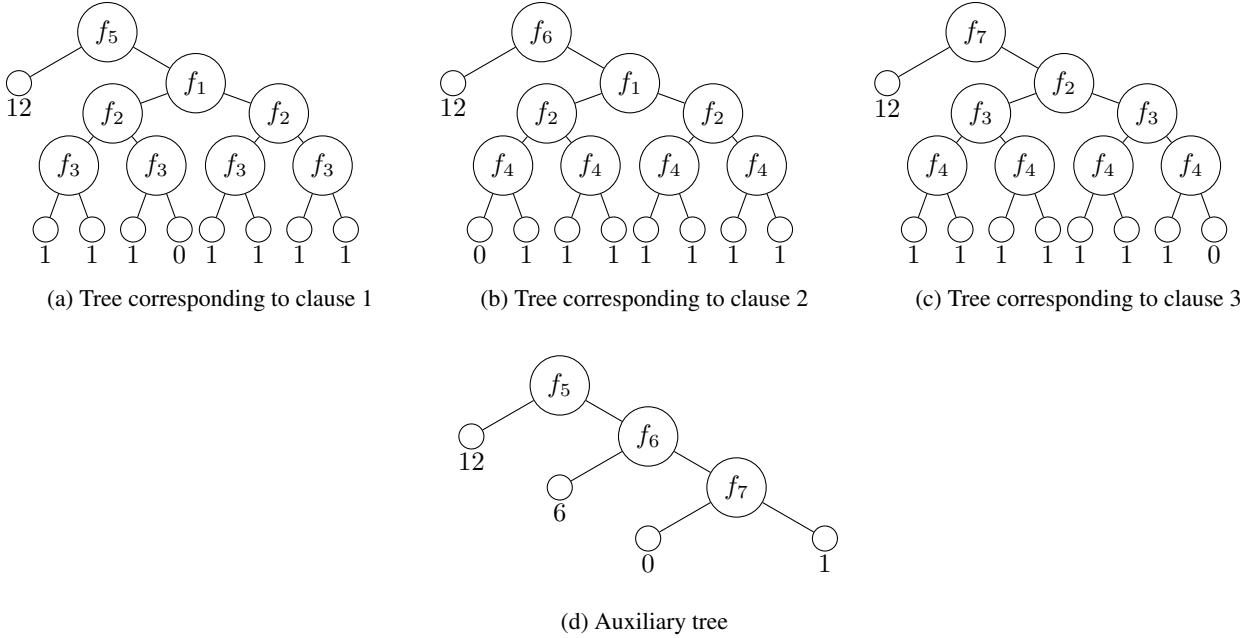 f₅ f₆ f₇
12 f₁ 12 f₁ 12 f₂
f₂ f₂ f₂ f₂ f₃ f₃
f₃ f₃ f₃ f₃ f₄ f₄ f₄ f₄ f₄ f₄ f₄ f₄
1 1 1 0 1 1 1 1 0 1 1 1 1 1 1 1 1 1 1 1 1 1 1 0
(a) Tree corresponding to clause 1 (b) Tree corresponding to clause 2 (c) Tree corresponding to clause 3
f₅
12 f₆
6 f₇
0 1
(d) Auxiliary tree